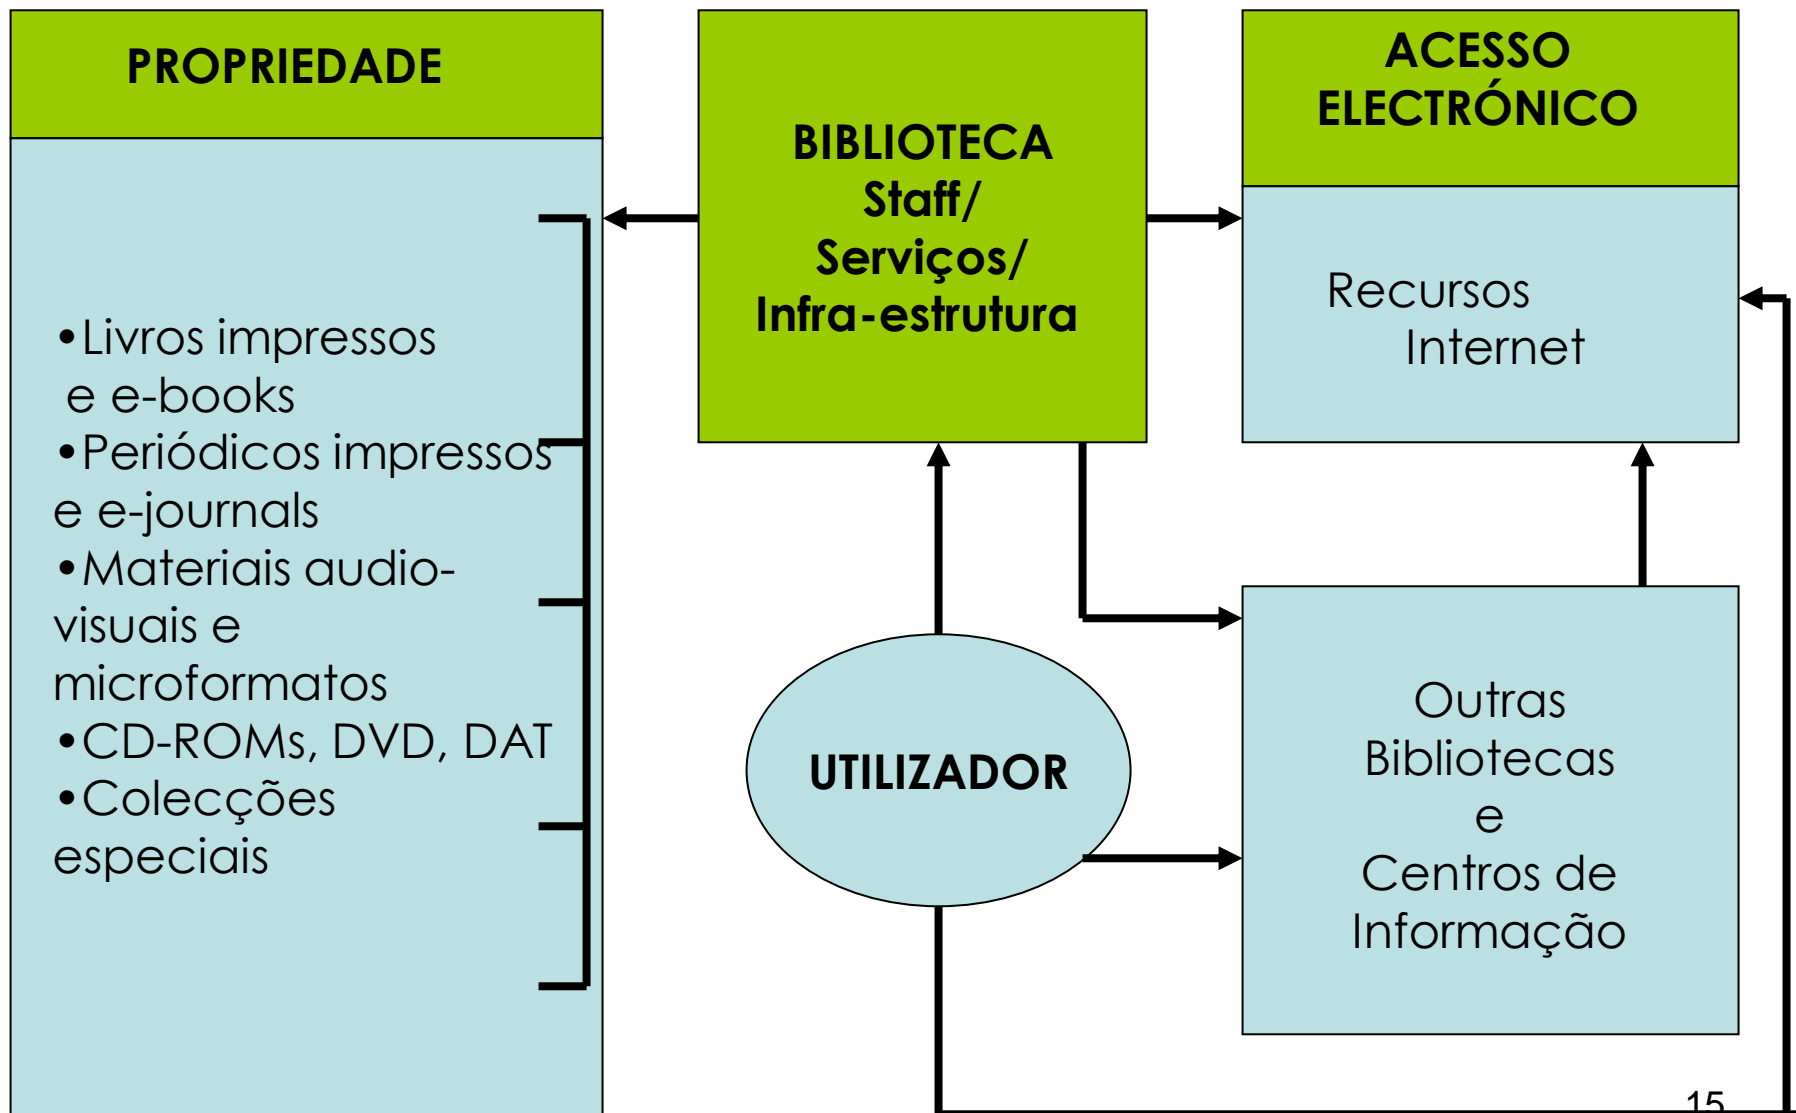 PROPRIEDADE
•Livros impressos
e e-books
•Periódicos impressos
e e-journals
•Materiais audio-
visuais e
microformatos
•CD-ROMs, DVD, DAT
•Colecções
especiais
BIBLIOTECA
Staff/
Serviços/
Infra-estrutura
UTILIZADOR
ACESSO
ELECTRÓNICO
Recursos
Internet
Outras
Bibliotecas
e
Centros de
Informação
15